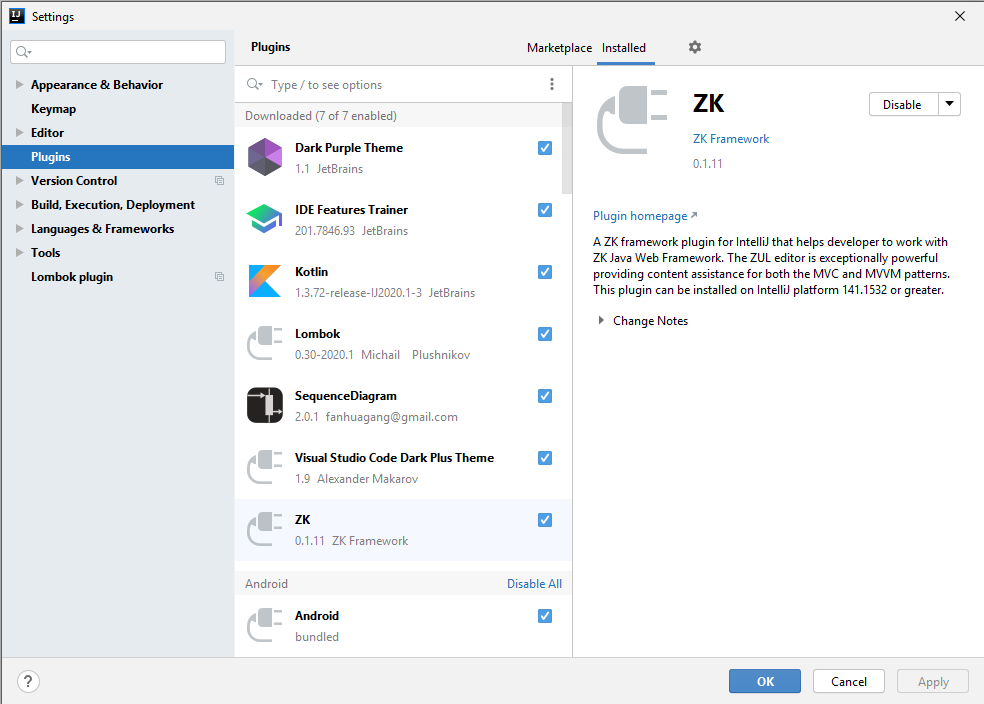 Settings
Appearance & Behavior
Keymap
Editor
Plugins
Version Control
Build, Execution, Deployment
Languages & Frameworks
Tools
Lombok plugin
Plugins
Marketplace
Installed
Type / to see options
Downloaded (7 of 7 enabled)
Dark Purple Theme
1.1 JetBrains
IDE Features Trainer
201.7846.93 JetBrains
Kotlin
1.3.72-release-IJ2020.1-3 JetBrains
Lombok
0.30-2020.1 Michail Plushnikov
SequenceDiagram
2.0.1 fanhuagang@gmail.com
Visual Studio Code Dark Plus Theme
1.9 Alexander Makarov
ZK
0.1.11 ZK Framework
Android
Disable All
Android
bundled
ZK
Disable
ZK Framework
0.1.11
Plugin homepage
A ZK framework plugin for IntelliJ that helps developer to work with
ZK Java Web Framework. The ZUL editor is exceptionally powerful
providing content assistance for both the MVC and MVVM patterns.
This plugin can be installed on IntelliJ platform 141.1532 or greater.
Change Notes
?
OK
Cancel
Apply